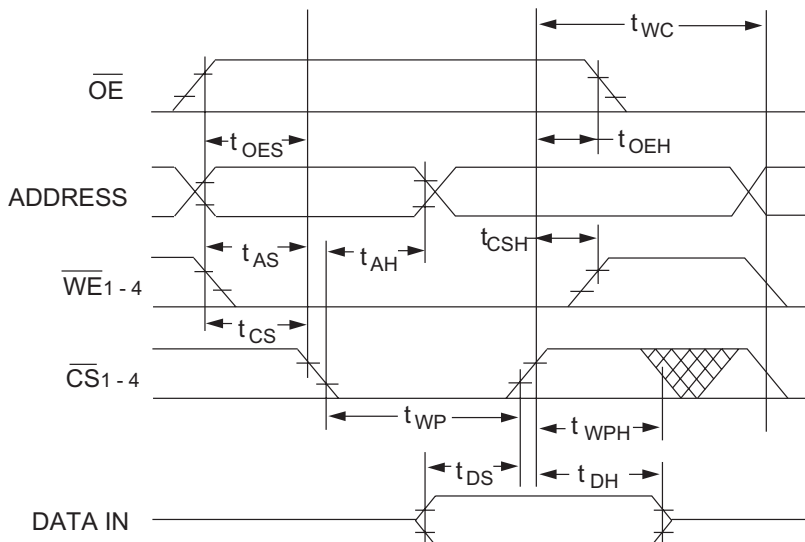 tWC
OE
tOES
tOEH
ADDRESS
tAS
tAH
tCSH
WE1 - 4
tCS
CS1 - 4
tWP
tWPH
tDS
tDH
DATA IN